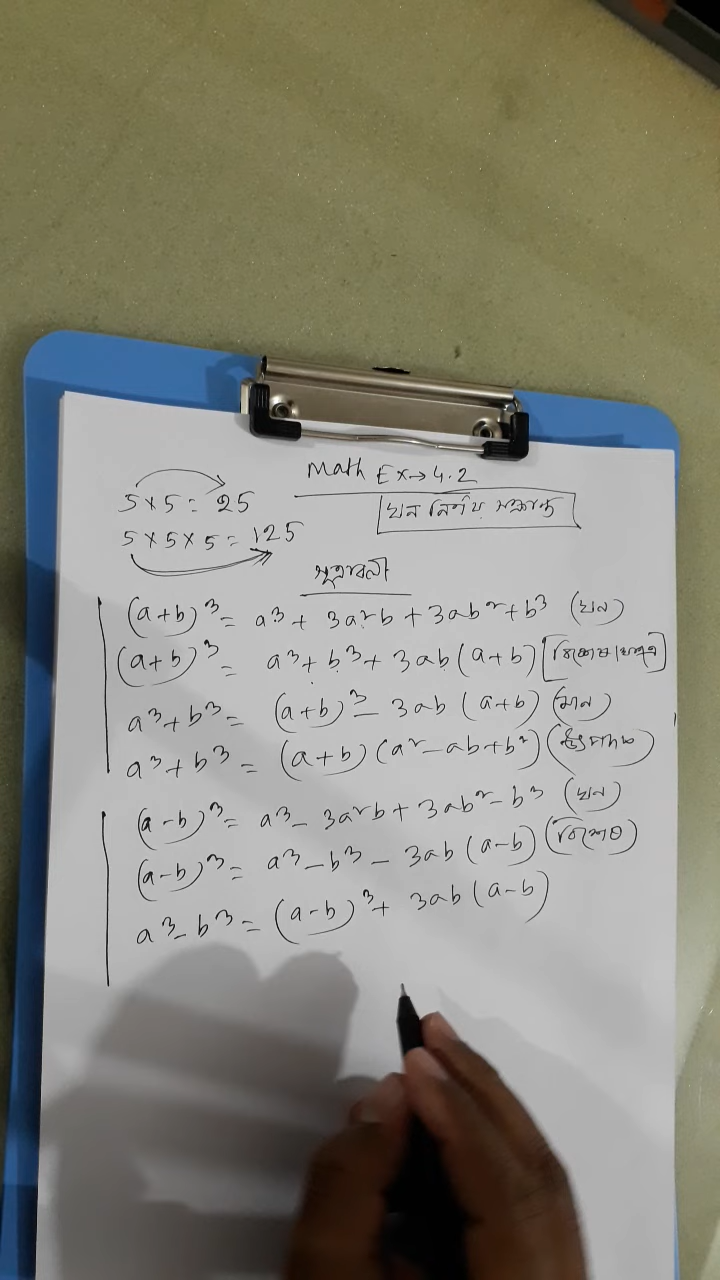 Math Ex→ 4.2
5×5 = 25
ঘন নির্ণয় সংক্রান্ত
5×5×5 = 125
সূত্রাবলী
(a+b)³ = a³ + 3a²b + 3ab² + b³ (ঘন)
(a+b)³ = a³ + b³ + 3ab (a+b)
a³ + b³ = (a+b)³ – 3ab (a+b) (মান)
a³ + b³ = (a+b) (a² – ab + b²)
(a-b)³ = a³ – 3a²b + 3ab² – b³ (ঘন)
(a-b)³ = a³ – b³ – 3ab (a-b) (বিশেষ)
a³ – b³ = (a-b)³ + 3ab (a-b)